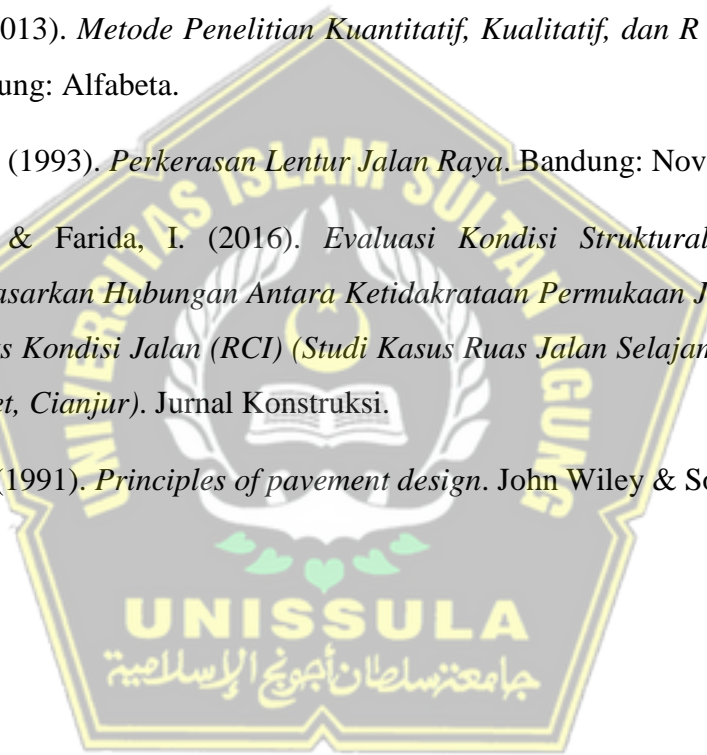 013). Metode Penelitian Kuantitatif, Kualitatif, dan R
ung: Alfabeta.
(1993). Perkerasan Lentur Jalan Raya. Bandung: Nov
& Farida, I. (2016). Evaluasi Kondisi Struktural
asarkan Hubungan Antara Ketidakrataan Permukaan J
s Kondisi Jalan (RCI) (Studi Kasus Ruas Jalan Selajan
et, Cianjur). Jurnal Konstruksi.
(1991). Principles of pavement design. John Wiley & So
UNIVERSITAS ISLAM SULTAN AGUNG
UNISSULA
جامعة سلطان أجونج الإسلامية